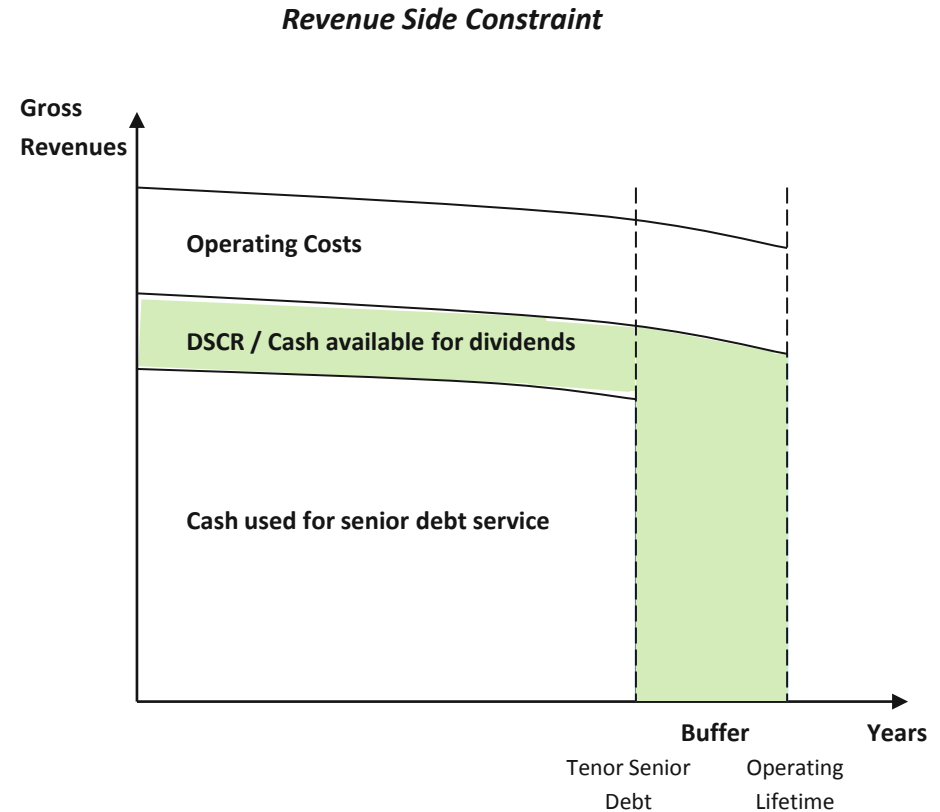 Revenue Side Constraint
Gross
Revenues
Operating Costs
DSCR / Cash available for dividends
Cash used for senior debt service
Buffer
Years
Tenor Senior
Debt
Operating
Lifetime